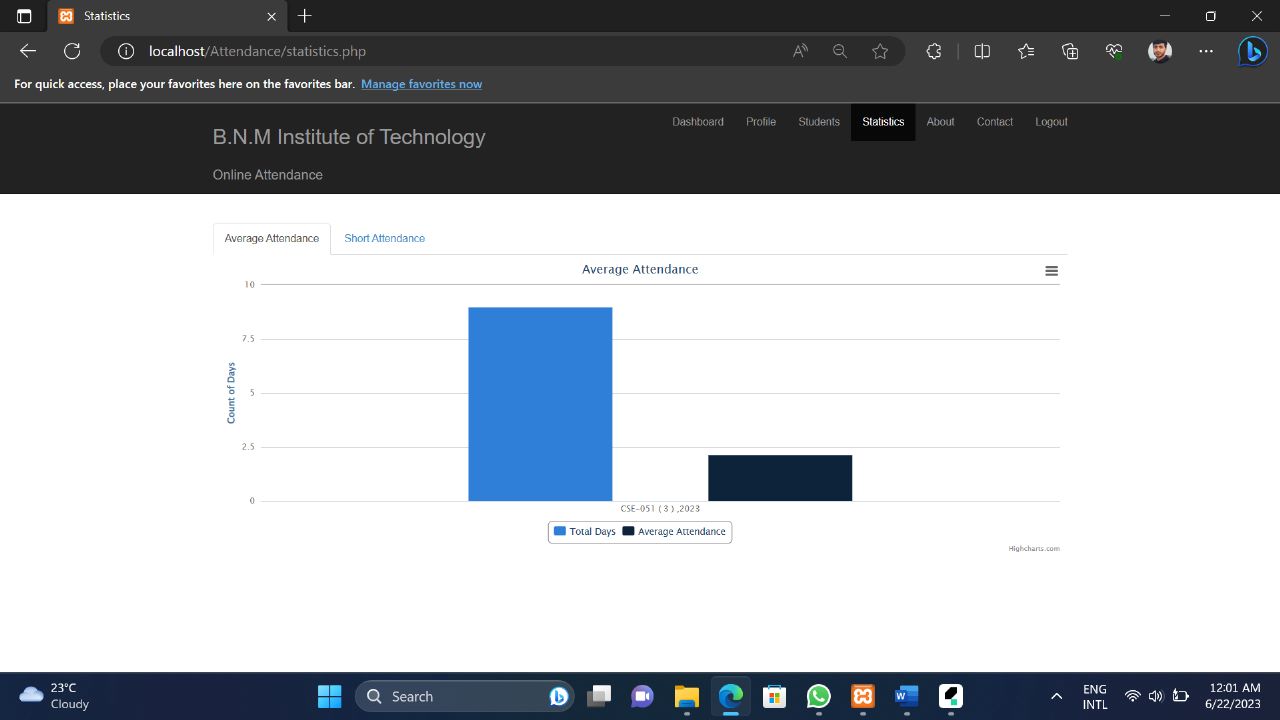 Statistics
localhost/Attendance/statistics.php
For quick access, place your favorites here on the favorites bar. Manage favorites now
B.N.M Institute of Technology
Online Attendance
Dashboard Profile Students Statistics About Contact Logout
Average Attendance Short Attendance
Average Attendance
Count of Days
10
7.5
5
2.5
0
CSE-051 ( 3 ) ,2023
Total Days Average Attendance
Highcharts.com
23°C
Cloudy
Search
ENG
INTL
12:01 AM
6/22/2023